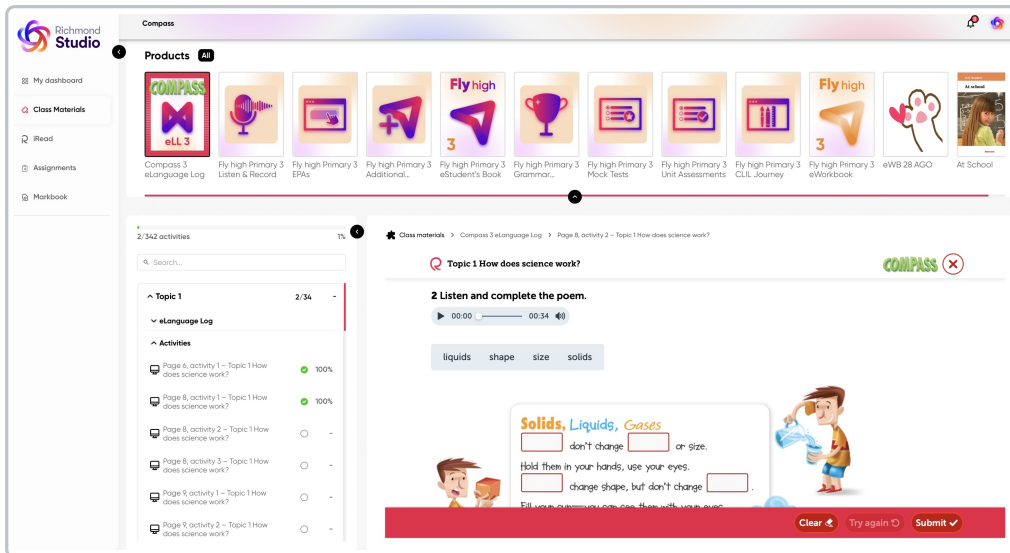 Richmond
Studio
Compass
My dashboard
Class Materials
iRead
Assignments
Markbook
Products All
COMPASS
eLL 3
Fly high
3
Fly high
3
At school
Compass 3
eLanguage Log
Fly high Primary 3
Listen & Record
Fly high Primary 3
EPAs
Fly high Primary 3
Additional...
Fly high Primary 3
eStudent's Book
Fly high Primary 3
Grammar...
Fly high Primary 3
Mock Tests
Fly high Primary 3
Unit Assessments
Fly high Primary 3
CLIL Journey
Fly high Primary 3
eWorkbook
eWB 28 AGO
At School
2/342 activities 1%
Search...
Topic 1 2/34 -
eLanguage Log
Activities
Page 6, activity 1 – Topic 1 How
does science work? 100%
Page 8, activity 1 – Topic 1 How
does science work? 100%
Page 8, activity 2 – Topic 1 How
does science work? -
Page 8, activity 3 – Topic 1 How
does science work? -
Page 9, activity 1 – Topic 1 How
does science work? -
Page 9, activity 2 – Topic 1 How
does science work? -
Class materials > Compass 3 eLanguage Log > Page 8, activity 2 – Topic 1 How does science work?
Topic 1 How does science work?
COMPASS
2 Listen and complete the poem.
00:00 00:34
liquids shape size solids
Solids, Liquids, Gases
don't change or size.
Hold them in your hands, use your eyes.
change shape, but don't change .
Fill your cup—you can see them with your eyes
Clear Try again Submit